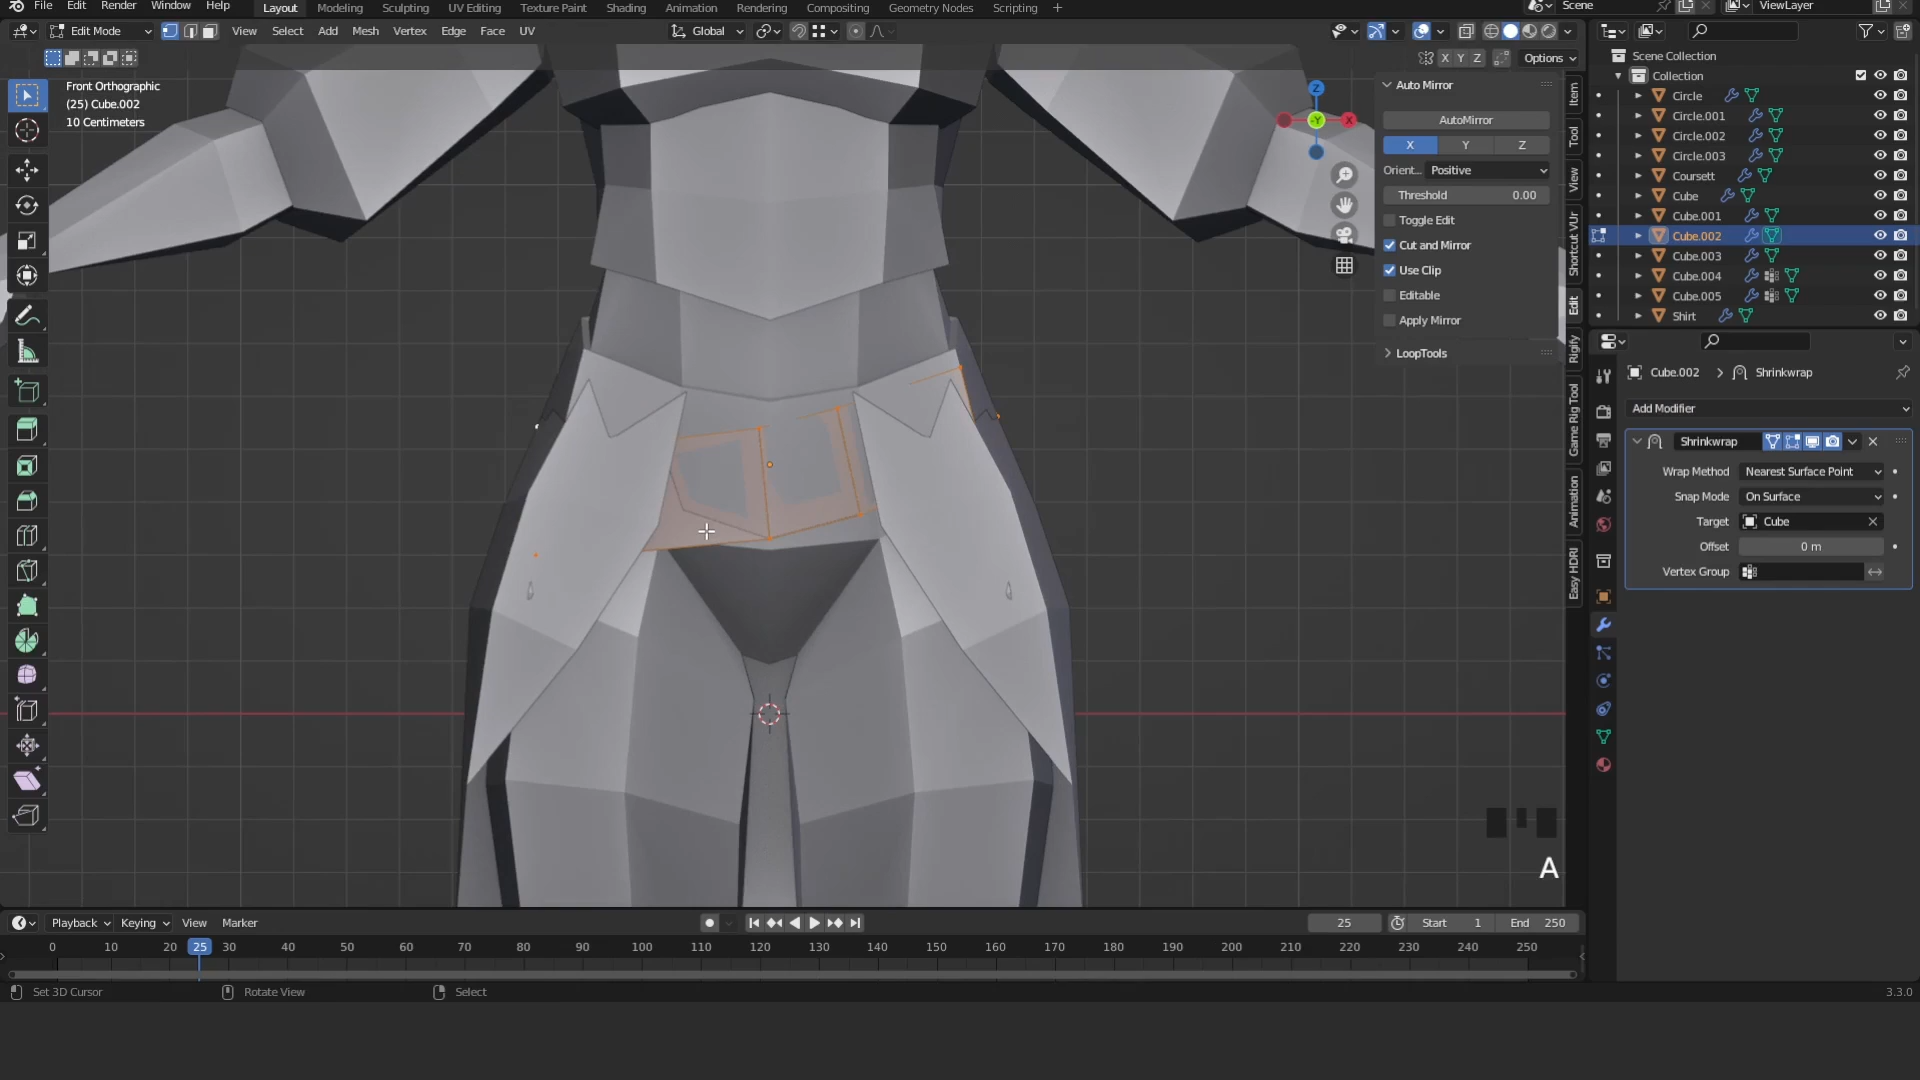 File Edit Render Window Help Layout Modeling Sculpting UV Editing Texture Paint Shading Animation Rendering Compositing Geometry Nodes Scripting + Scene ViewLayer
Edit Mode View Select Add Mesh Vertex Edge Face UV Global
X Y Z Options
Front Orthographic
(25) Cube.002
10 Centimeters
Z
-Y
X
Auto Mirror
AutoMirror
X Y Z
Orient... Positive
Threshold 0.00
Toggle Edit
Cut and Mirror
Use Clip
Editable
Apply Mirror
LoopTools
Item
Tool
View
Shortcut VUr
Edit
Rigify
Game Rig Tool
Animation
Easy HDRI
Scene Collection
Collection
Circle
Circle.001
Circle.002
Circle.003
Coursett
Cube
Cube.001
Cube.002
Cube.003
Cube.004
Cube.005
Shirt
Cube.002 > Shrinkwrap
Add Modifier
Shrinkwrap
Wrap Method Nearest Surface Point
Snap Mode On Surface
Target Cube
Offset 0 m
Vertex Group
A
Playback Keying View Marker 25 Start 1 End 250
0 10 20 25 30 40 50 60 70 80 90 100 110 120 130 140 150 160 170 180 190 200 210 220 230 240 250
Set 3D Cursor Rotate View Select 3.3.0